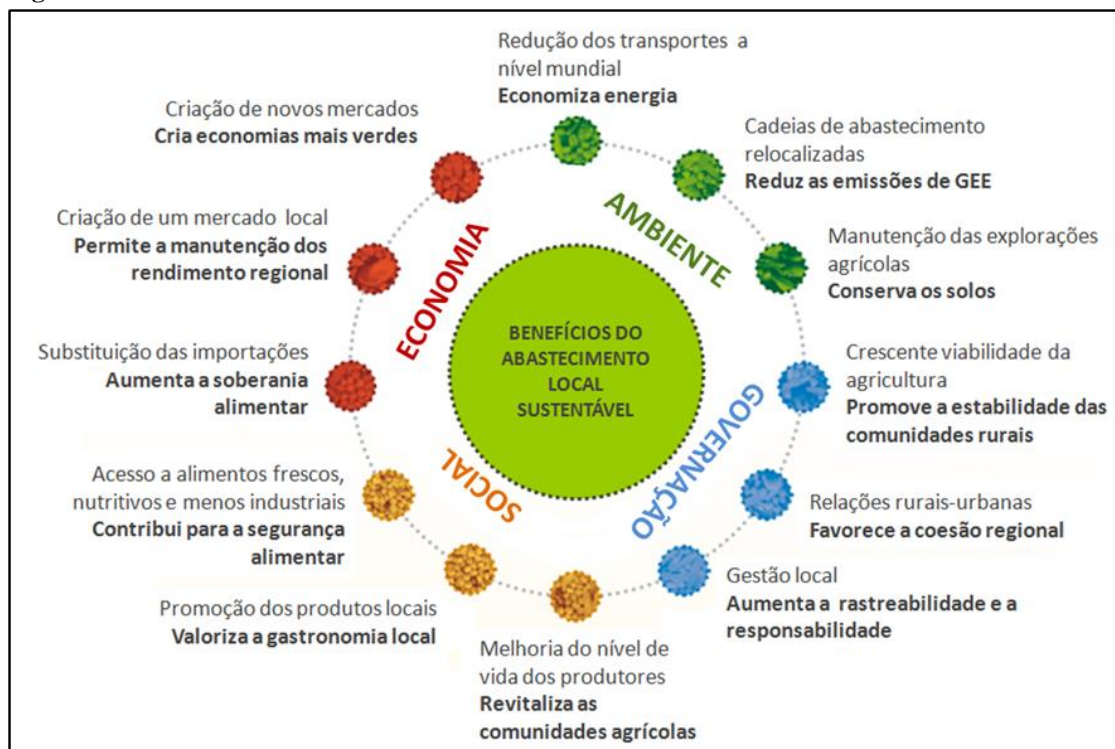 Redução dos transportes a
nível mundial
Economiza energia
Cadeias de abastecimento
relocalizadas
Reduz as emissões de GEE
Manutenção das explorações
agrícolas
Conserva os solos
Crescente viabilidade da
agricultura
Promove a estabilidade das
comunidades rurais
Relações rurais-urbanas
Favorece a coesão regional
Gestão local
Aumenta a rastreabilidade e a
responsabilidade
Melhoria do nível de
vida dos produtores
Revitaliza as
comunidades agrícolas
Promoção dos produtos locais
Valoriza a gastronomia local
Acesso a alimentos frescos,
nutritivos e menos industriais
Contribui para a segurança
alimentar
Substituição das importações
Aumenta a soberania
alimentar
Criação de um mercado local
Permite a manutenção dos
rendimento regional
Criação de novos mercados
Cria economias mais verdes
AMBIENTE
GOVERNAÇÃO
SOCIAL
ECONOMIA
BENEFÍCIOS DO
ABASTECIMENTO
LOCAL
SUSTENTÁVEL